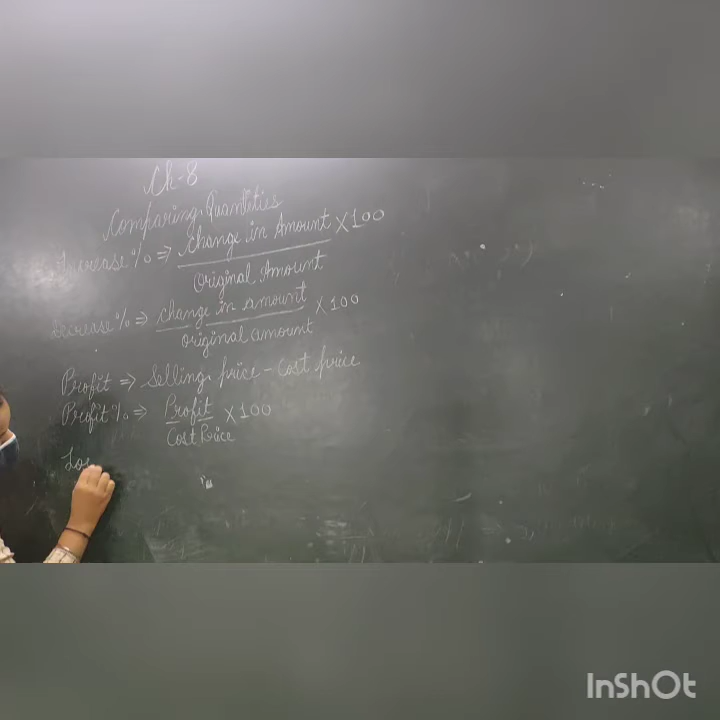 Ch-8
Comparing Quantities
Increase % ⇒ Change in Amount × 100
Original Amount
Decrease % ⇒ change in amount × 100
original amount
Profit ⇒ Selling price - cost price
Profit % ⇒ Profit × 100
Cost Price
Los
InShOt